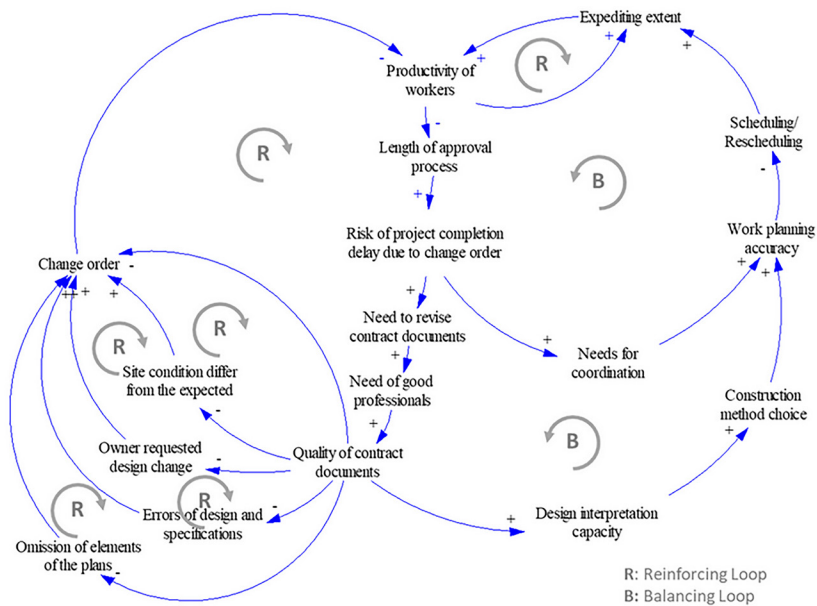 Expediting extent
+
+
-
+
Productivity of
workers
R
-
Scheduling/
Rescheduling
Length of approval
process
R
B
-
+
Risk of project completion
delay due to change order
Work planning
accuracy
Change order
-
+
+
+
+
+
+
+
Need to revise
contract documents
R
R
+
Needs for
coordination
+
Site condition differ
from the expected
Need of good
professionals
-
+
Construction
method choice
+
B
Owner requested
design change
-
Quality of contract
documents
R
R
Errors of design and
specifications
-
+
Design interpretation
capacity
Omission of elements
of the plans
-
R: Reinforcing Loop
B: Balancing Loop